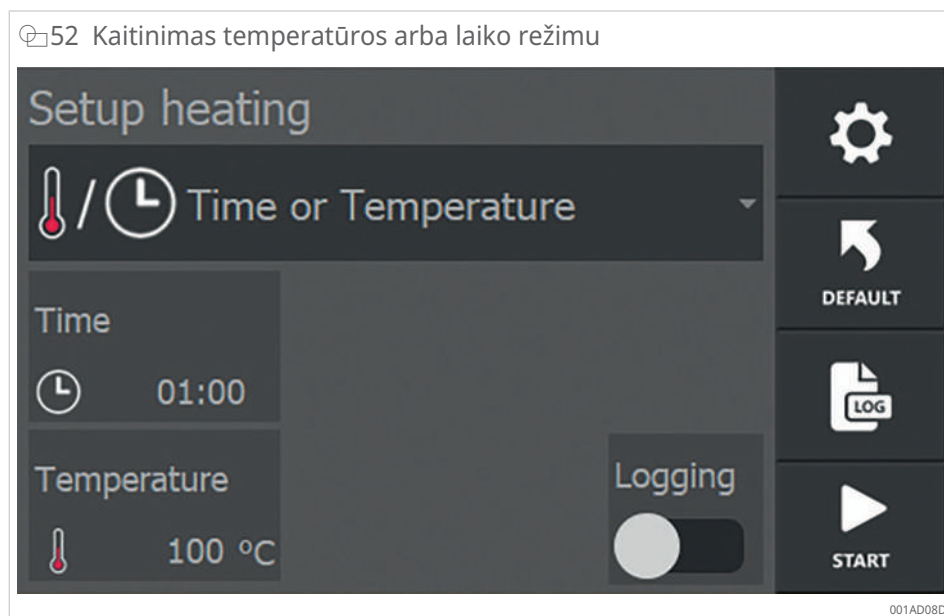 52 Kaitinimas temperatūros arba laiko režimu
Setup heating
/ Time or Temperature
DEFAULT
Time
01:00
LOG
Temperature
100 °C
Logging
START
001AD08D